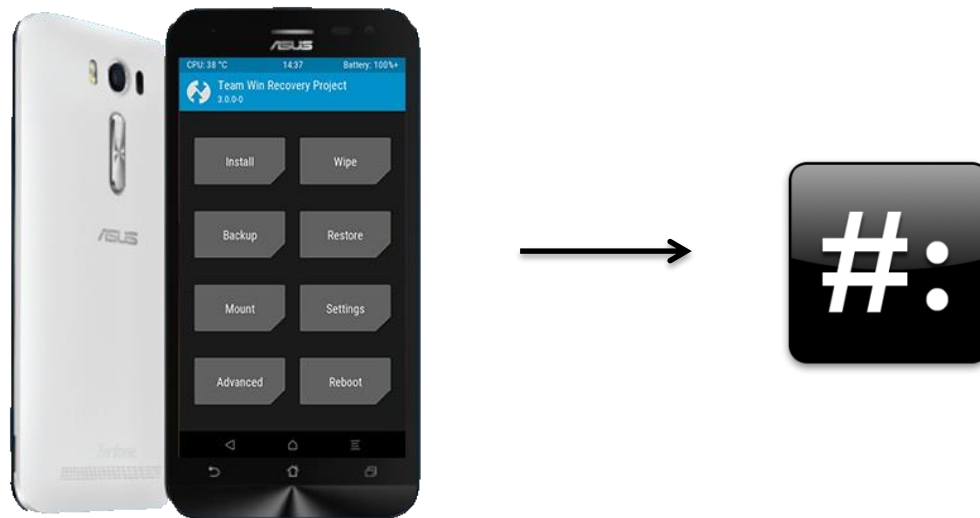 ASUS
CPU: 38 °C 14:37 Battery: 100%+
Team Win Recovery Project
3.0.0-0
Install Wipe
Backup Restore
Mount Settings
Advanced Reboot
ASUS
Zenfone
#: